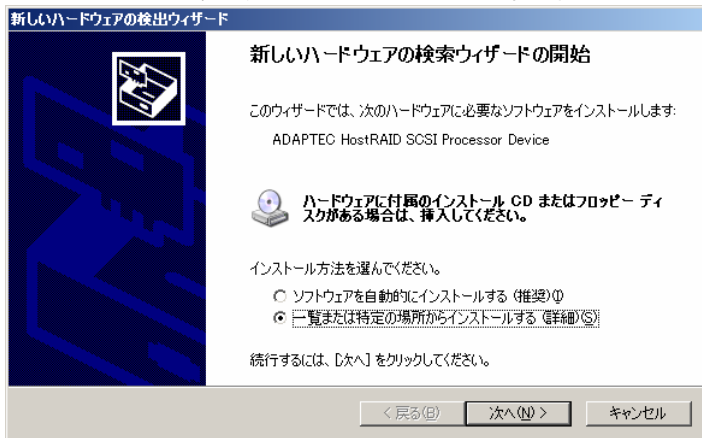 新しいハードウェアの検出ウィザード
新しいハードウェアの検索ウィザードの開始
このウィザードでは、次のハードウェアに必要なソフトウェアをインストールします:
ADAPTEC HostRAID SCSI Processor Device
ハードウェアに付属のインストール CD またはフロッピー ディ
スクがある場合は、挿入してください。
インストール方法を選んでください。
ソフトウェアを自動的にインストールする (推奨)(I)
一覧または特定の場所からインストールする (詳細)(S)
続行するには、[次へ] をクリックしてください。
< 戻る(B) 次へ(N) > キャンセル